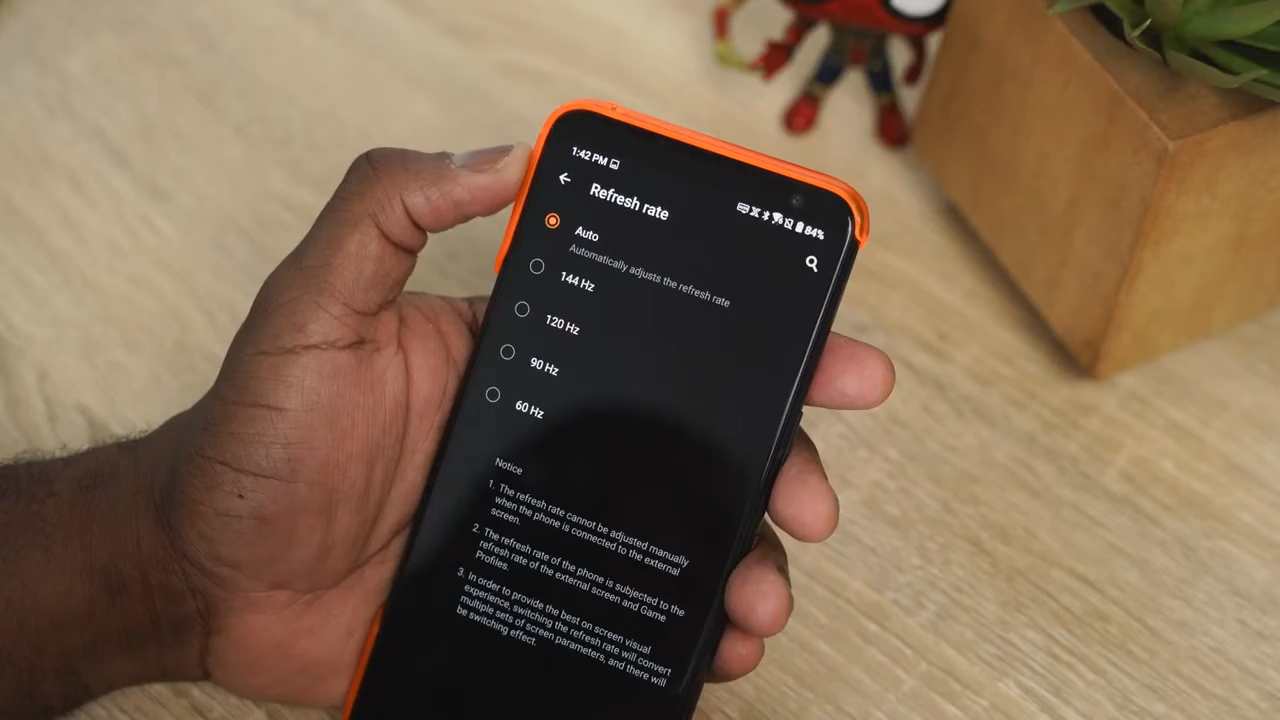 1:42 PM
84%
Refresh rate
Auto
Automatically adjusts the refresh rate
144 Hz
120 Hz
90 Hz
60 Hz
Notice
1. The refresh rate cannot be adjusted manually
when the phone is connected to the external
screen.
2. The refresh rate of the phone is subjected to the
refresh rate of the external screen and Game
Profiles.
3. In order to provide the best on screen visual
experience, switching the refresh rate will convert
multiple sets of screen parameters, and there will
be switching effect.